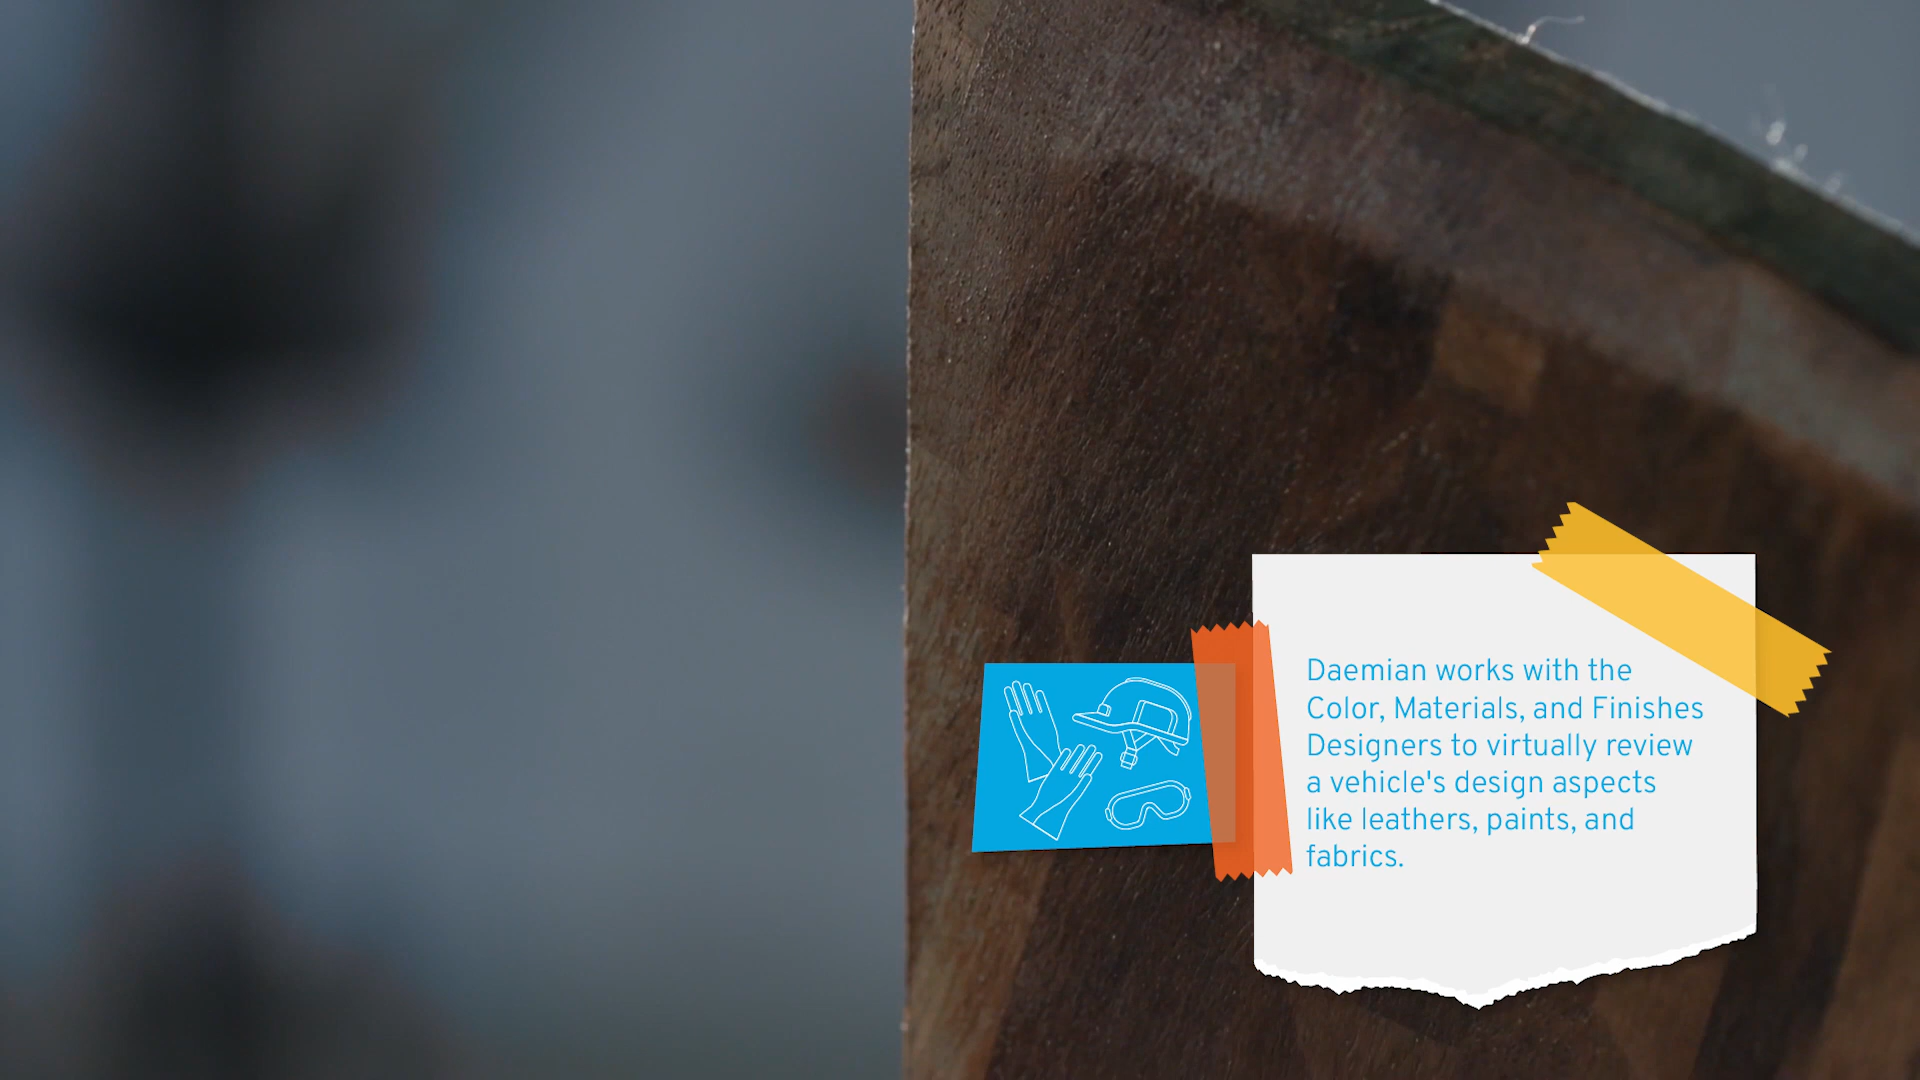 Daemian works with the
Color, Materials, and Finishes
Designers to virtually review
a vehicle's design aspects
like leathers, paints, and
fabrics.